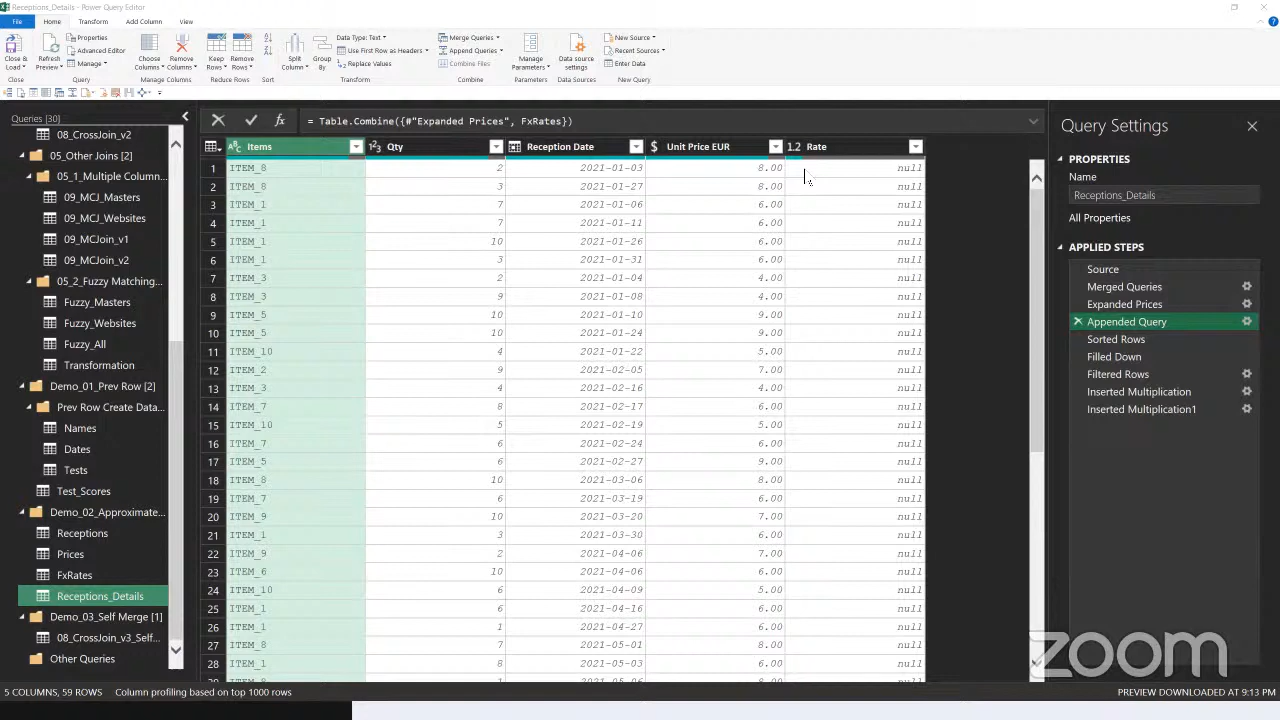 Receptions_Details - Power Query Editor
File Home Transform Add Column View
Close & Load
Refresh Preview
Properties
Advanced Editor
Manage
Choose Columns
Remove Columns
Keep Rows
Remove Rows
Split Column
Group By
Data Type: Text
Use First Row as Headers
Replace Values
Merge Queries
Append Queries
Combine Files
Manage Parameters
Data source settings
New Source
Recent Sources
Enter Data
Close Query Manage Columns Reduce Rows Sort Transform Combine Parameters Data Sources New Query
Queries [30]
08_CrossJoin_v2
05_Other Joins [2]
05_1_Multiple Column...
09_MCJ_Masters
09_MCJ_Websites
09_MCJoin_v1
09_MCJoin_v2
05_2_Fuzzy Matching...
Fuzzy_Masters
Fuzzy_Websites
Fuzzy_All
Transformation
Demo_01_Prev Row [2]
Prev Row Create Data...
Names
Dates
Tests
Test_Scores
Demo_02_Approximate...
Receptions
Prices
FxRates
Receptions_Details
Demo_03_Self Merge [1]
08_CrossJoin_v3_Self...
Other Queries
= Table.Combine({#"Expanded Prices", FxRates})
Items Qty Reception Date Unit Price EUR 1.2 Rate
1 ITEM_8 2 2021-01-03 8.00 null
2 ITEM_8 3 2021-01-27 8.00 null
3 ITEM_1 7 2021-01-06 6.00 null
4 ITEM_1 7 2021-01-11 6.00 null
5 ITEM_1 10 2021-01-26 6.00 null
6 ITEM_1 3 2021-01-31 6.00 null
7 ITEM_3 2 2021-01-04 4.00 null
8 ITEM_3 9 2021-01-08 4.00 null
9 ITEM_5 10 2021-01-10 9.00 null
10 ITEM_5 10 2021-01-24 9.00 null
11 ITEM_10 4 2021-01-22 5.00 null
12 ITEM_2 9 2021-02-05 7.00 null
13 ITEM_3 4 2021-02-16 4.00 null
14 ITEM_7 8 2021-02-17 6.00 null
15 ITEM_10 5 2021-02-19 5.00 null
16 ITEM_7 6 2021-02-24 6.00 null
17 ITEM_5 6 2021-02-27 9.00 null
18 ITEM_8 10 2021-03-06 8.00 null
19 ITEM_7 6 2021-03-19 6.00 null
20 ITEM_9 10 2021-03-20 7.00 null
21 ITEM_1 3 2021-03-30 6.00 null
22 ITEM_9 2 2021-04-06 7.00 null
23 ITEM_6 10 2021-04-06 6.00 null
24 ITEM_10 6 2021-04-09 5.00 null
25 ITEM_1 6 2021-04-16 6.00 null
26 ITEM_1 1 2021-04-27 6.00 null
27 ITEM_8 7 2021-05-01 8.00 null
28 ITEM_1 8 2021-05-03 6.00 null
Query Settings
PROPERTIES
Name
Receptions_Details
All Properties
APPLIED STEPS
Source
Merged Queries
Expanded Prices
Appended Query
Sorted Rows
Filled Down
Filtered Rows
Inserted Multiplication
Inserted Multiplication1
zoom
5 COLUMNS, 59 ROWS Column profiling based on top 1000 rows
PREVIEW DOWNLOADED AT 9:13 PM